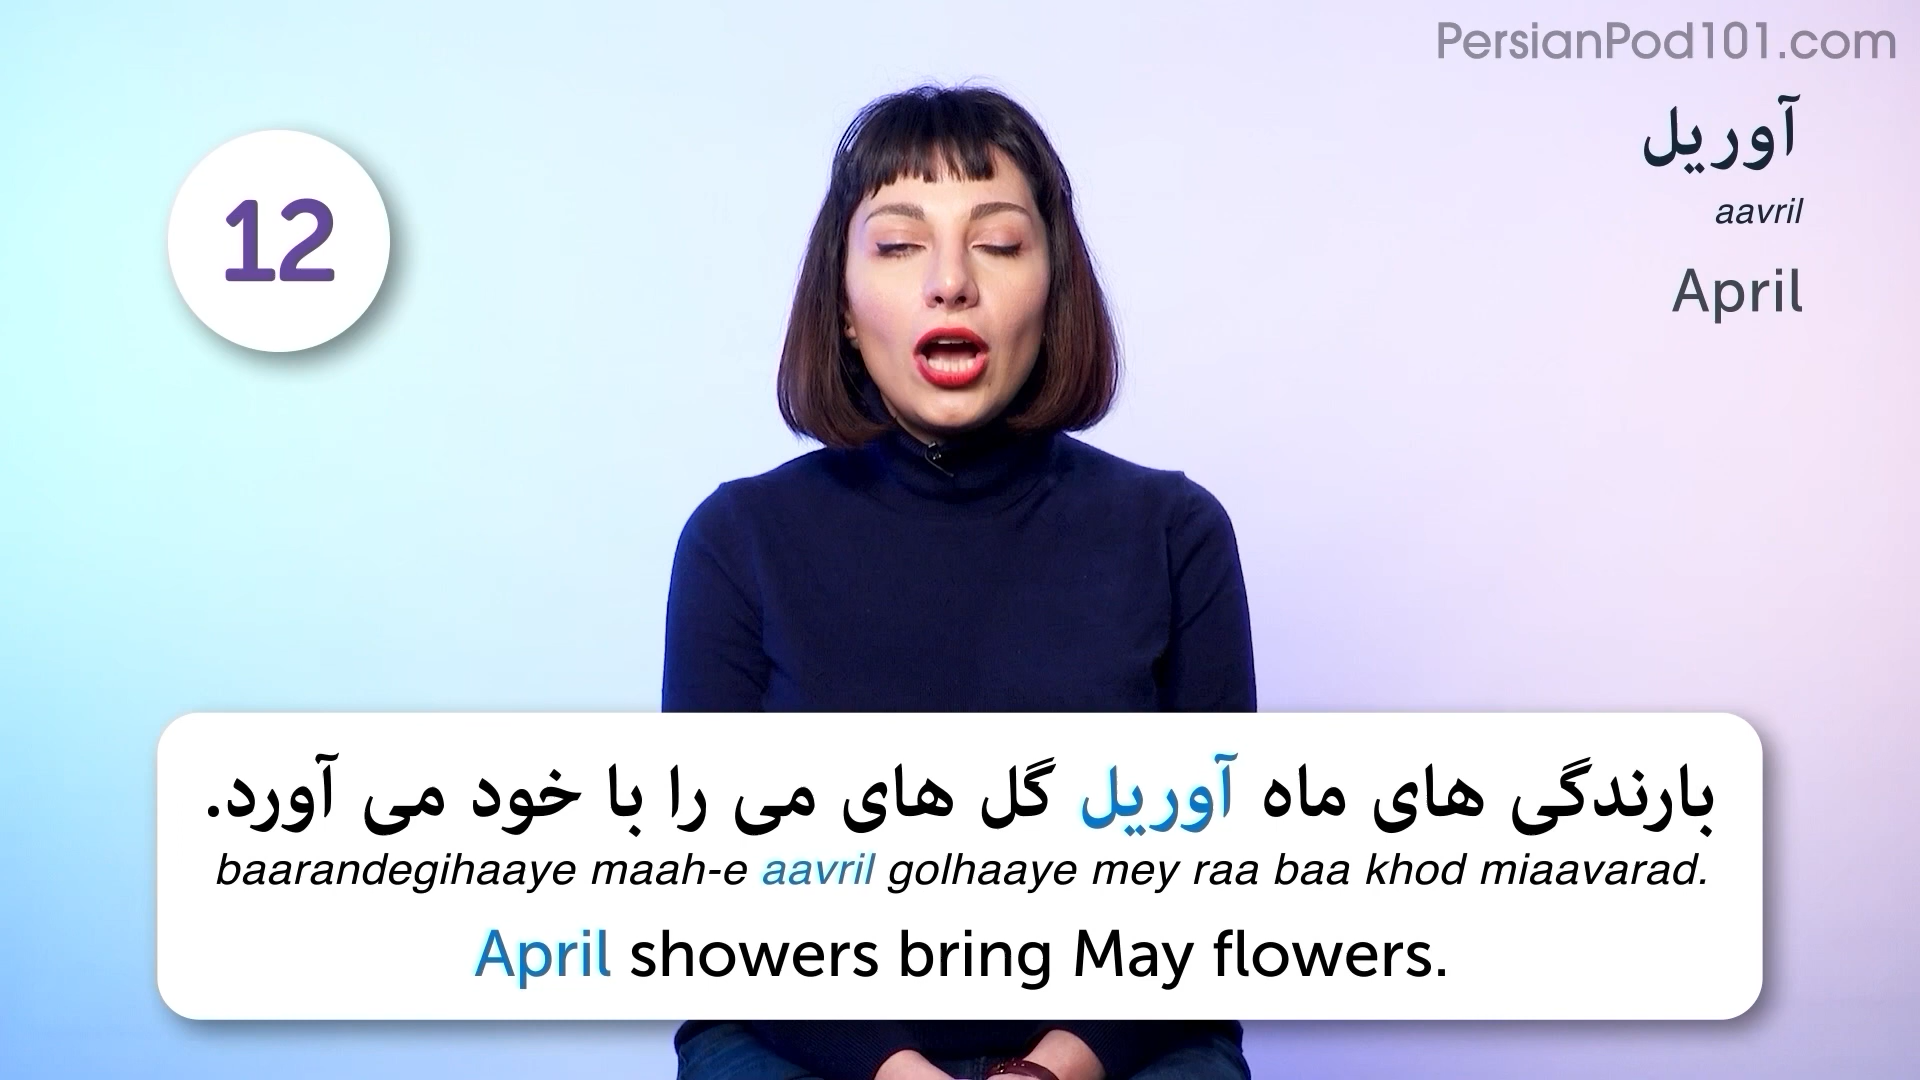 PersianPod101.com
12
آوریل
aavril
April
بارندگی های ماه آوریل گل های می را با خود می آورد.
baarandegihaaye maah-e aavril golhaaye mey raa baa khod miaavarad.
April showers bring May flowers.